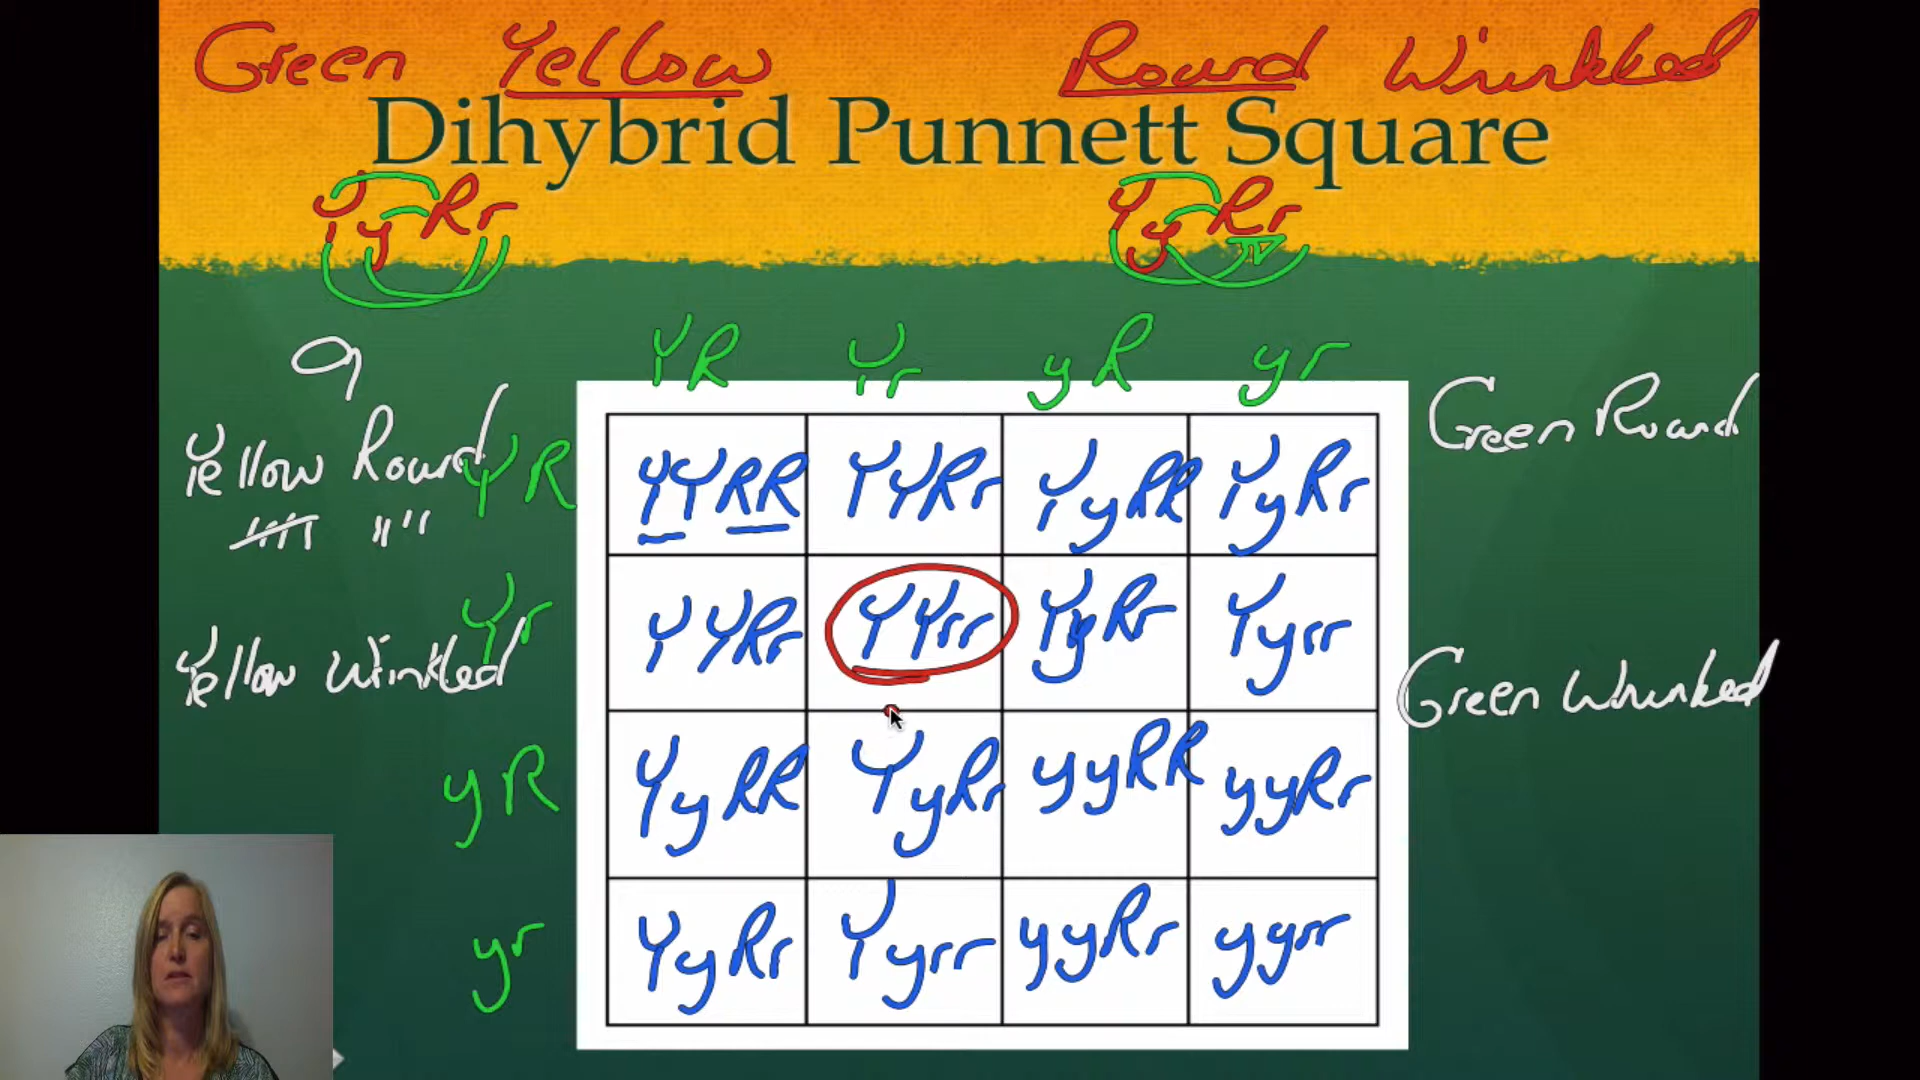 Green Yellow Round Wrinkled
Dihybrid Punnett Square
YyRr YyRr
YR Yr yR yr
9
Yellow Round
Green Round
YR YYRR YYRr YyRR YyRr
Yr YYRr YYrr YyRr Yyrr
Yellow Wrinkled
Green Wrinkled
yR YyRR YyRr yyRR yyRr
yr YyRr Yyrr yyRr yyrr